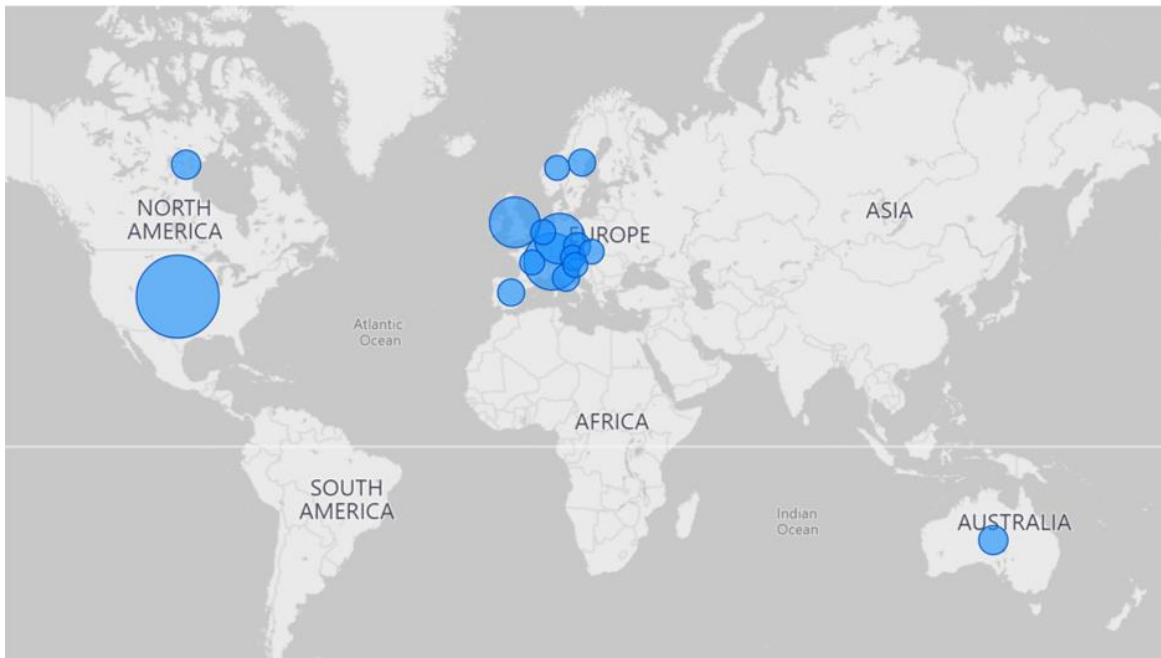 NORTH
AMERICA
EUROPE
ASIA
Atlantic
Ocean
AFRICA
SOUTH
AMERICA
Indian
Ocean
AUSTRALIA